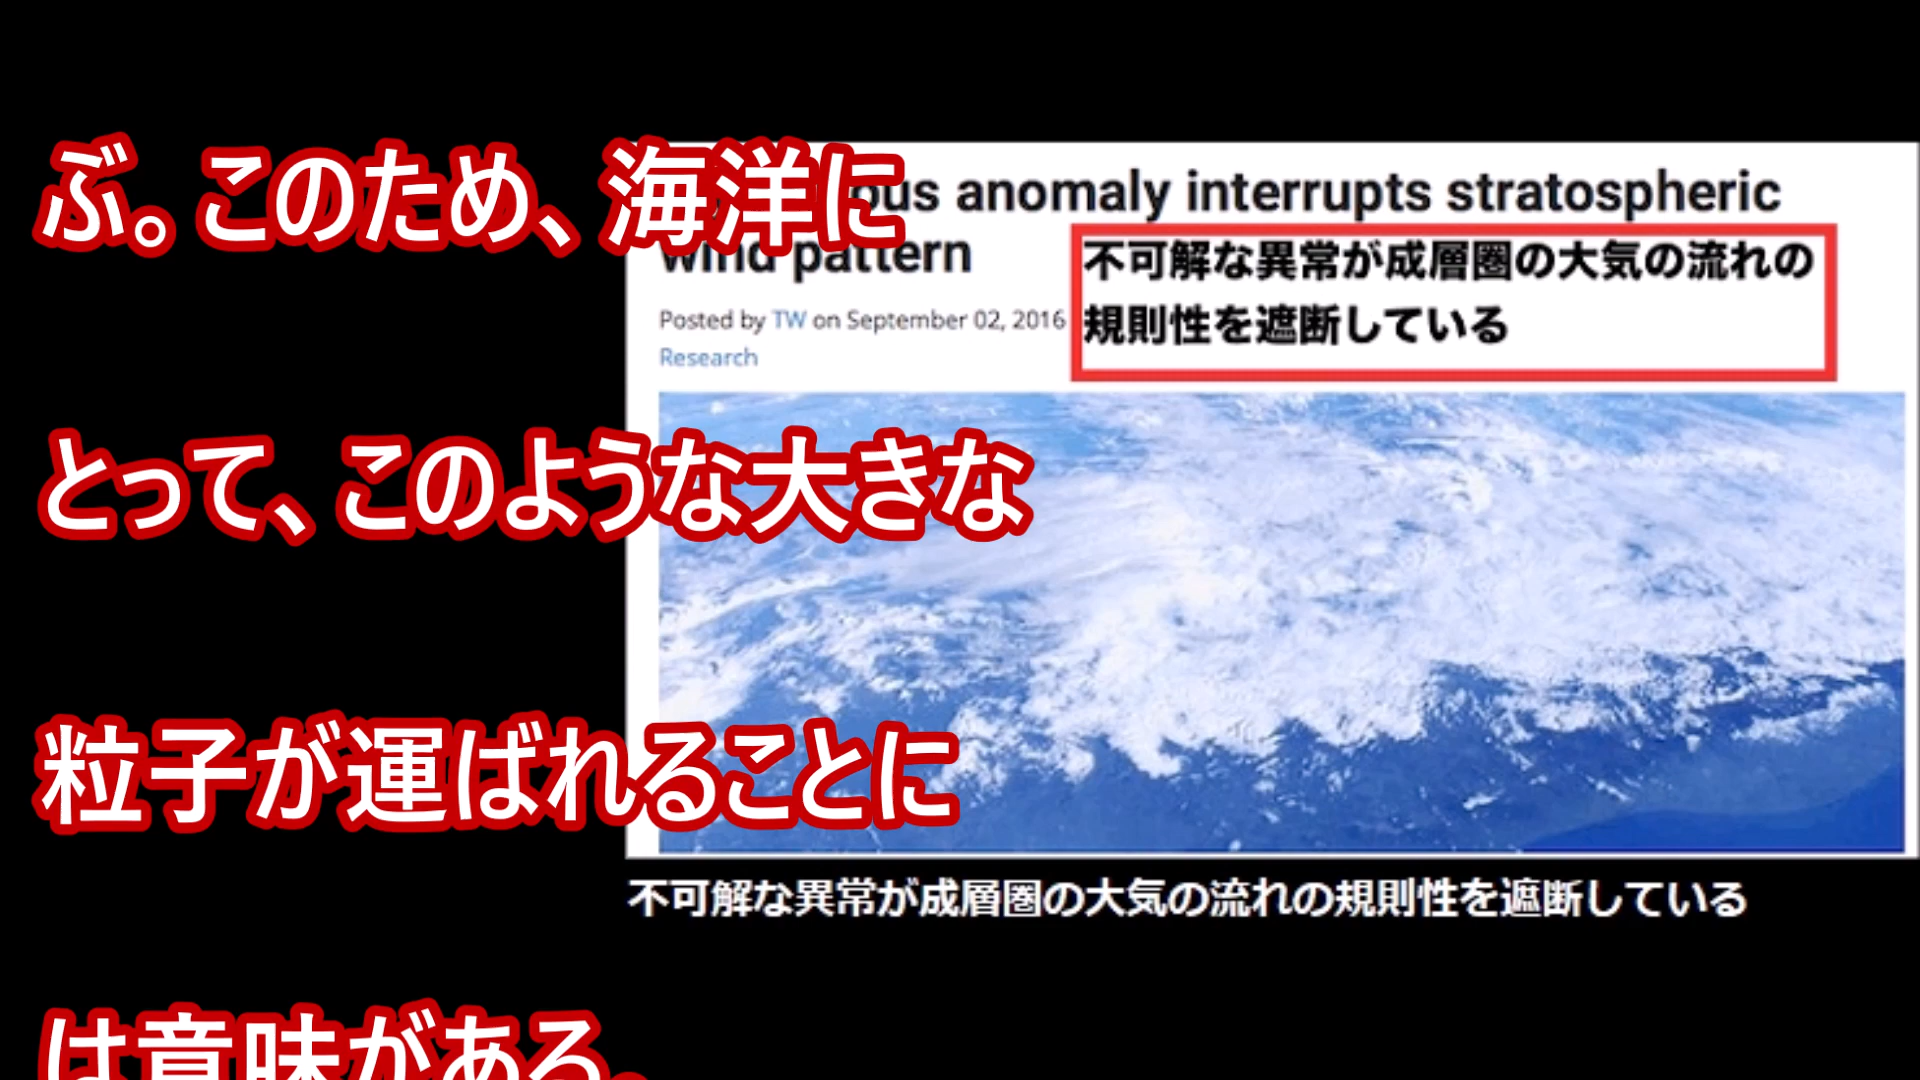 ぶ。このため、海洋に
とって、このような大きな
粒子が運ばれることに
は意味がある。
anomaly interrupts stratospheric
wind pattern
不可解な異常が成層圏の大気の流れの
規則性を遮断している
Posted by TW on September 02, 2016
Research
不可解な異常が成層圏の大気の流れの規則性を遮断している